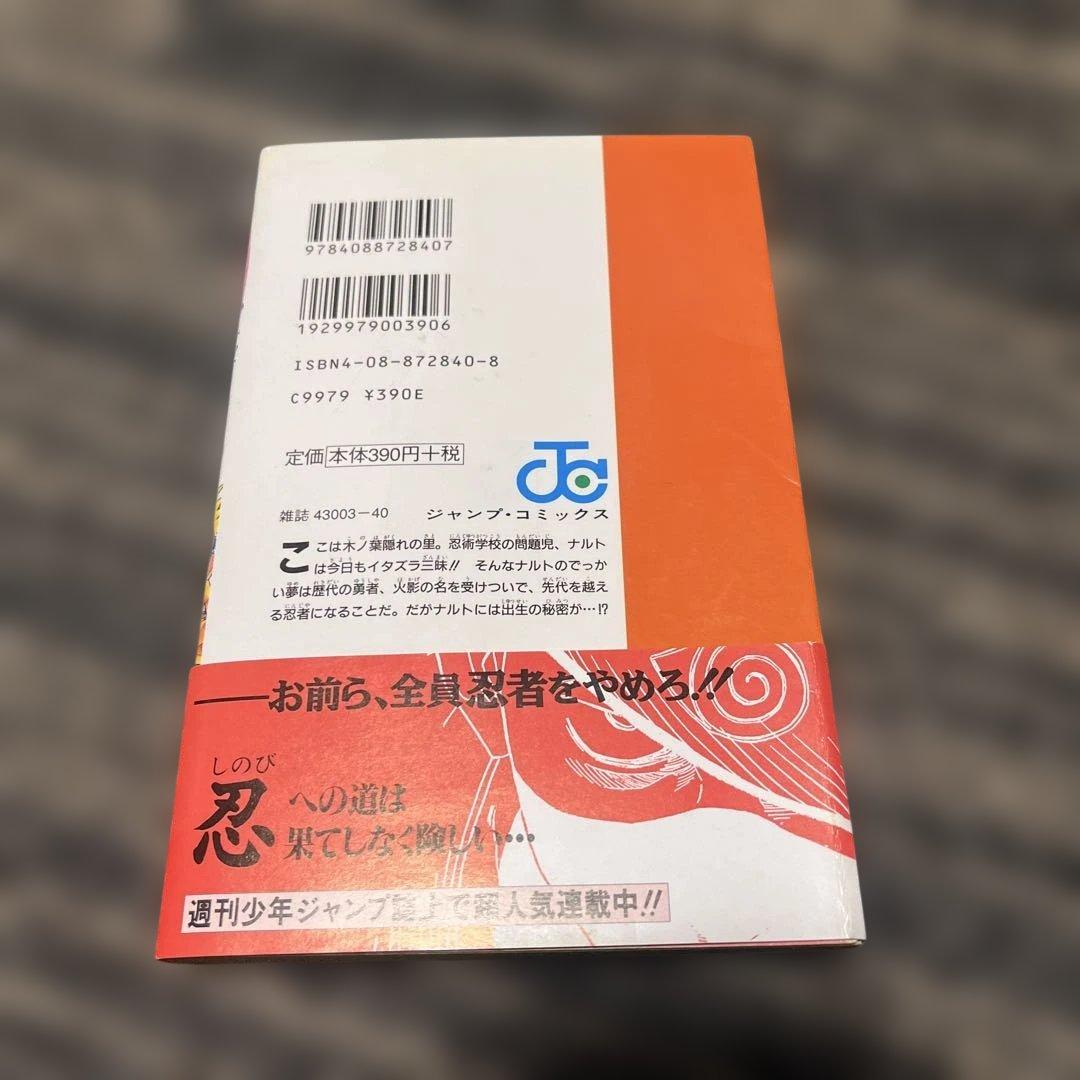 9784088728407
1929979003906
ISBN4-08-872840-8
C9979 ¥390E
定価 本体390円+税
雑誌 43003-40
ジャンプ・コミックス
ここは木ノ葉隠れの里。忍術学校の問題児、ナルト
は今日もイタズラ三昧!! そんなナルトのでっか
い夢は歴代の勇者、火影の名を受けついで、先代を越え
る忍者になることだ。だがナルトには出生の秘密が…!?
──お前ら、全員忍者をやめろ!!!
しのび
忍への道は
果てしなく険しい…
週刊少年ジャンプ誌上で超人気連載中!!